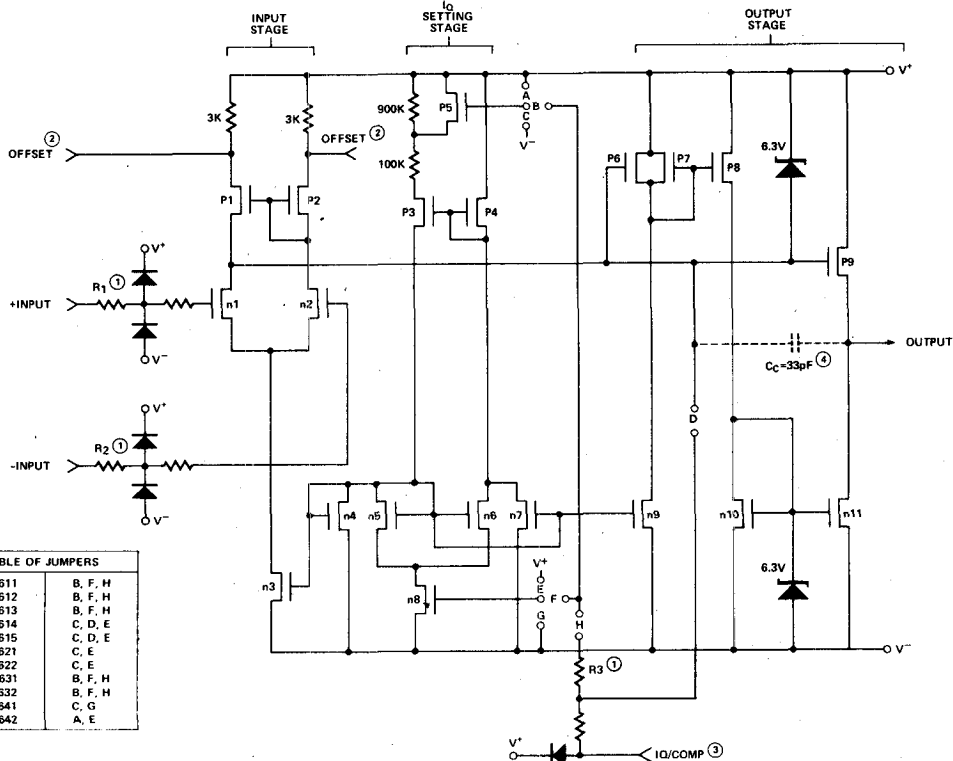 INPUT STAGE
IQ SETTING STAGE
OUTPUT STAGE
V+
3K
3K
900K
P5
A
B
C
V−
OFFSET ②
OFFSET ②
100K
P6
P7
P8
6.3V
P1
P2
P3
P4
P9
V+
R1 ①
+INPUT
n1
n2
V−
OUTPUT
CC=33pF ④
V+
D
R2 ①
-INPUT
V−
n4
n5
n6
n7
n9
n10
n11
V+
E
F
G
H
n3
n8
6.3V
V−
R3 ①
V+
IQ/COMP ③
BLE OF JUMPERS
611 B, F, H
612 B, F, H
613 B, F, H
614 C, D, E
615 C, D, E
621 C, E
622 C, E
631 B, F, H
632 B, F, H
641 C, G
642 A, E